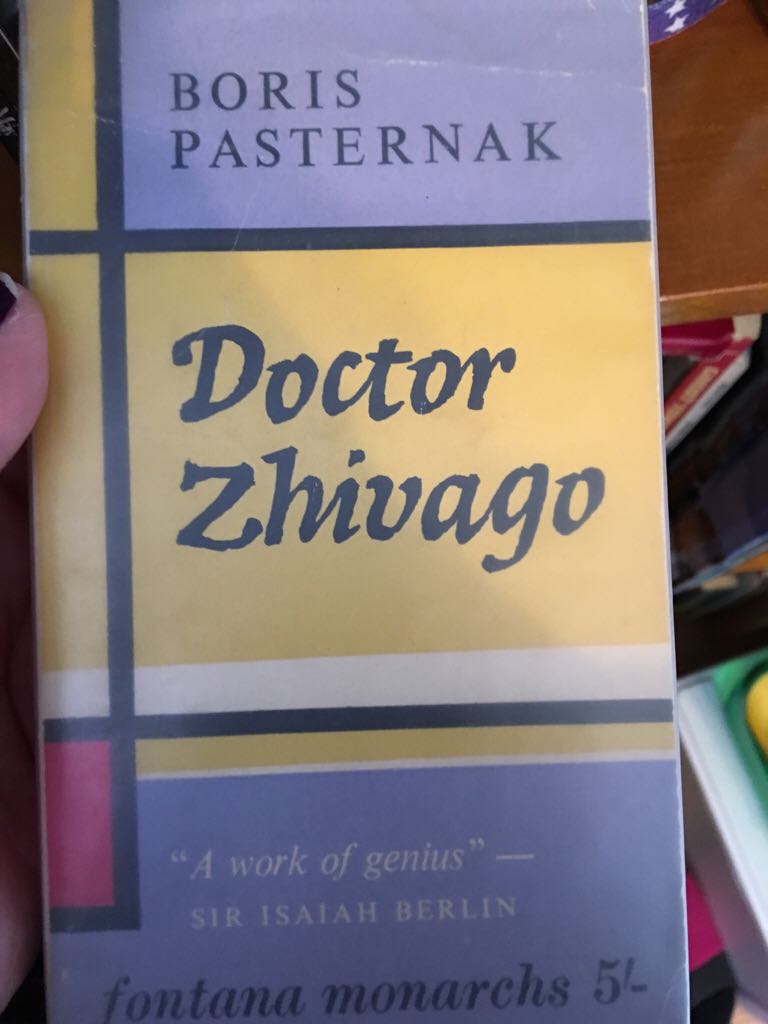 BORIS
PASTERNAK
Doctor
Zhivago
"A work of genius" —
SIR ISAIAH BERLIN
fontana monarchs 5/-